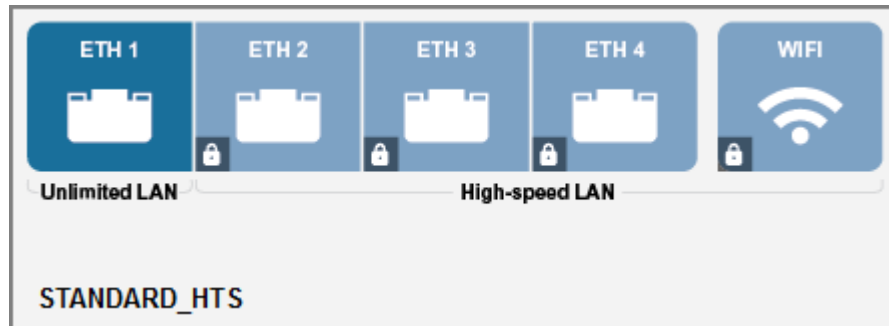 ETH 1 ETH 2 ETH 3 ETH 4 WIFI
Unlimited LAN High-speed LAN
STANDARD_HTS